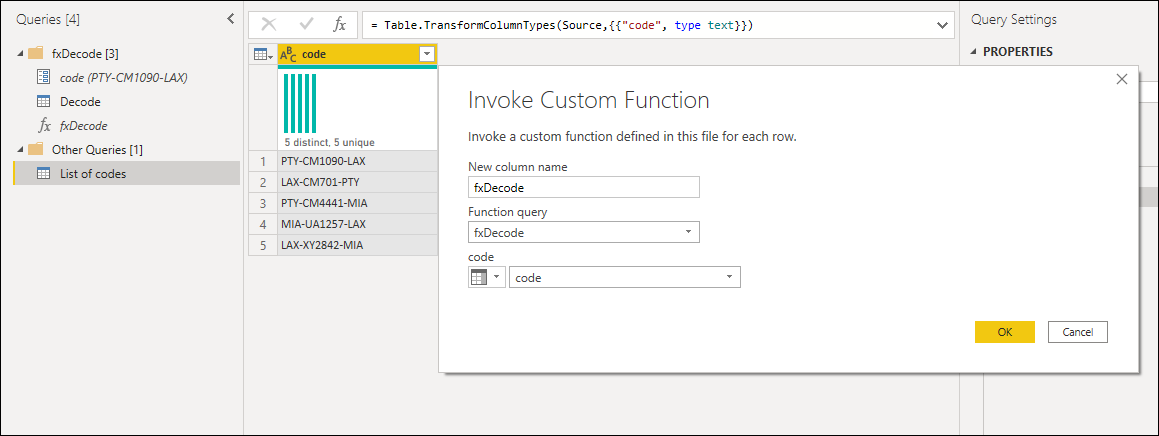 Queries [4]
fxDecode [3]
code (PTY-CM1090-LAX)
Decode
fx fxDecode
Other Queries [1]
List of codes
fx = Table.TransformColumnTypes(Source,{{"code", type text}})
ABC code
5 distinct, 5 unique
1 PTY-CM1090-LAX
2 LAX-CM701-PTY
3 PTY-CM4441-MIA
4 MIA-UA1257-LAX
5 LAX-XY2842-MIA
Invoke Custom Function
Invoke a custom function defined in this file for each row.
New column name
fxDecode
Function query
fxDecode
code
code
OK Cancel
Query Settings
PROPERTIES